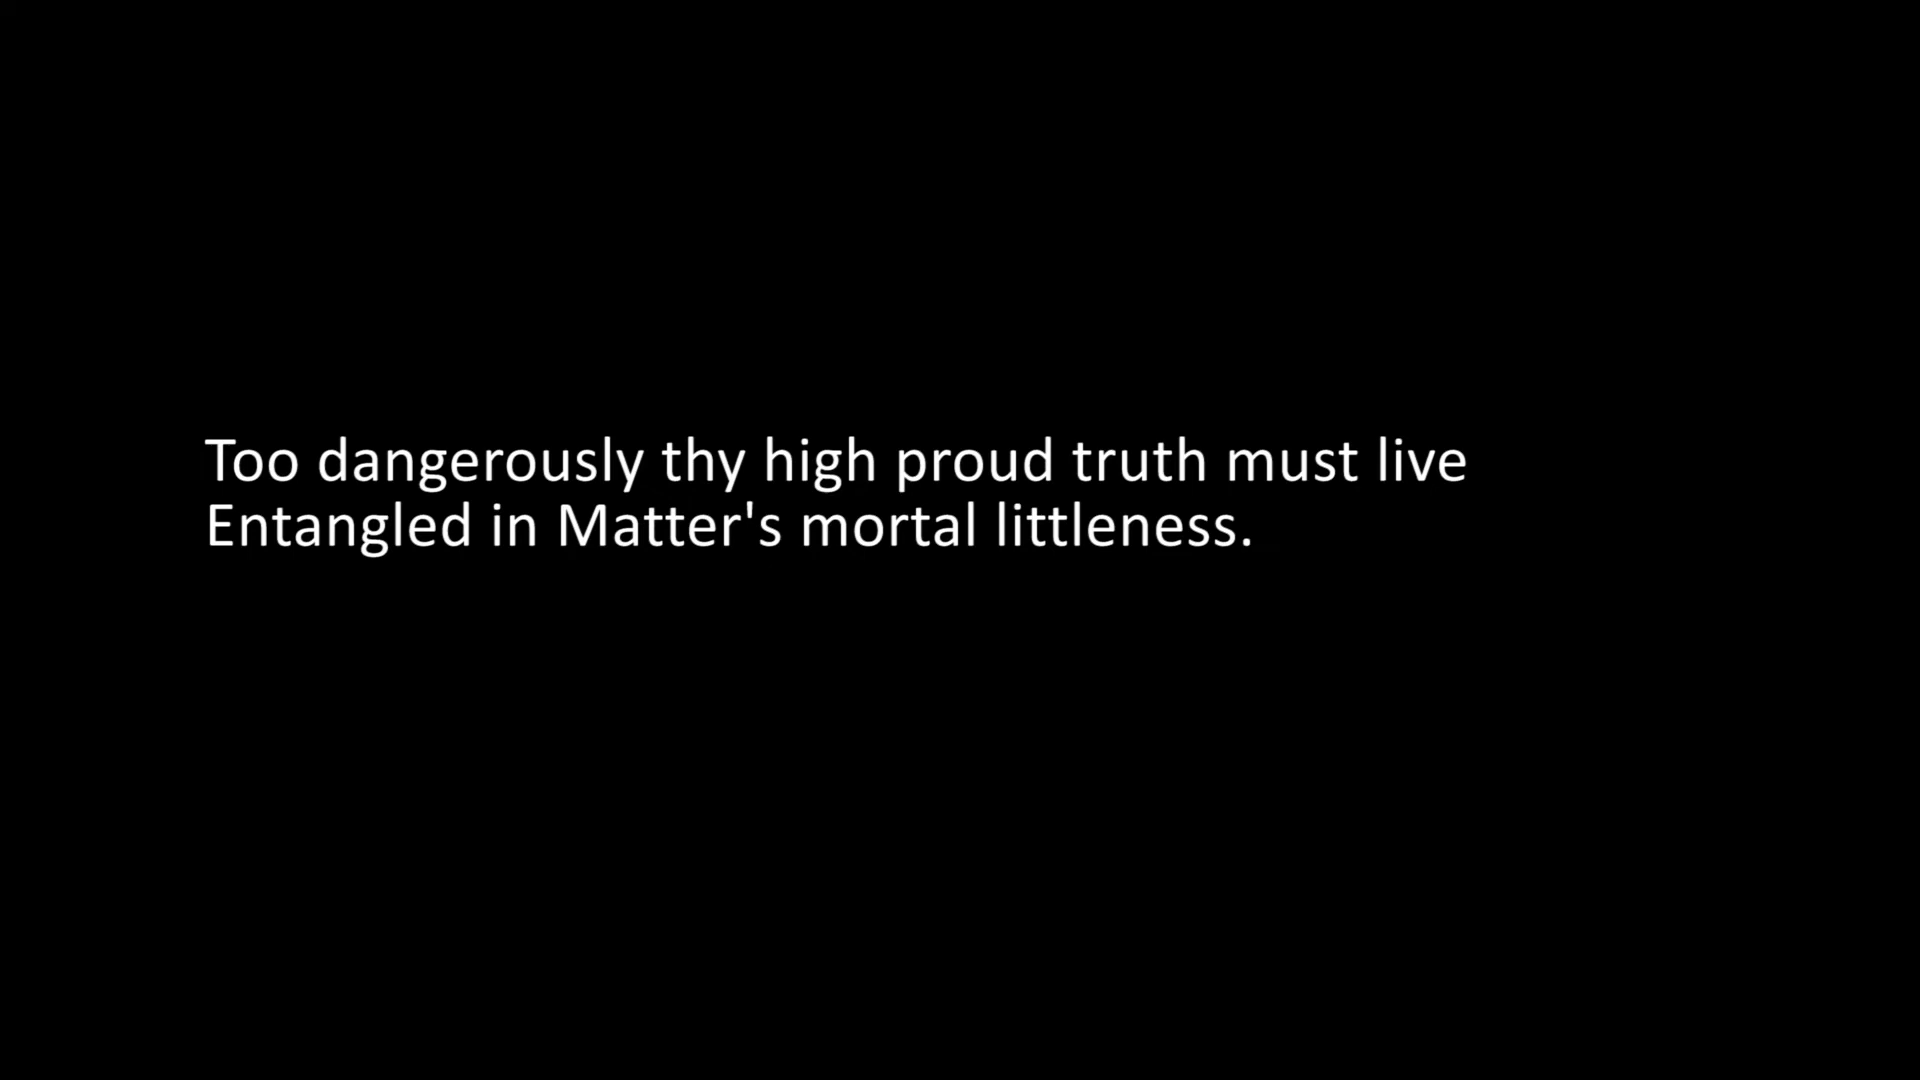 Too dangerously thy high proud truth must live
Entangled in Matter's mortal littleness.